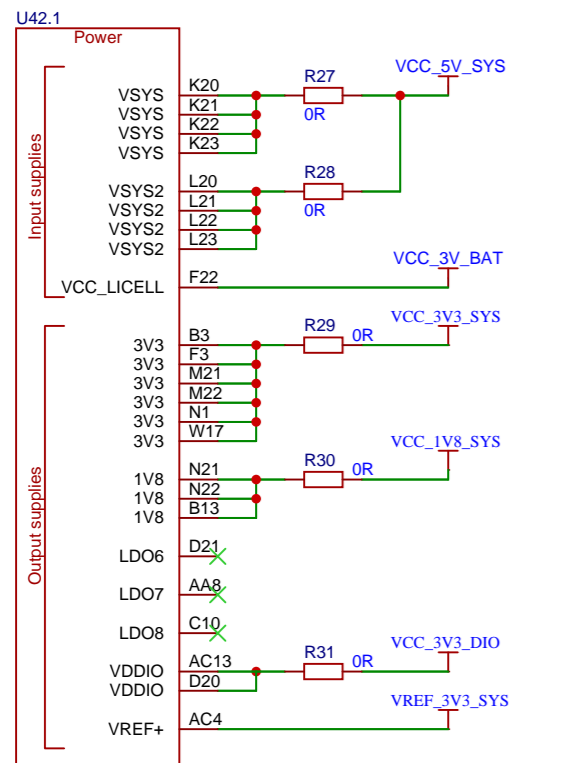 U42.1
Power
Input supplies
VSYS K20 R27 0R VCC_5V_SYS
VSYS K21
VSYS K22
VSYS K23
VSYS2 L20 R28 0R
VSYS2 L21
VSYS2 L22
VSYS2 L23
VCC_LICELL F22 VCC_3V_BAT
Output supplies
3V3 B3 R29 0R VCC_3V3_SYS
3V3 F3
3V3 M21
3V3 M22
3V3 N1
3V3 W17
1V8 N21 R30 0R VCC_1V8_SYS
1V8 N22
1V8 B13
LDO6 D21
LDO7 AA8
LDO8 C10
VDDIO AC13 R31 0R VCC_3V3_DIO
VDDIO D20
VREF+ AC4 VREF_3V3_SYS